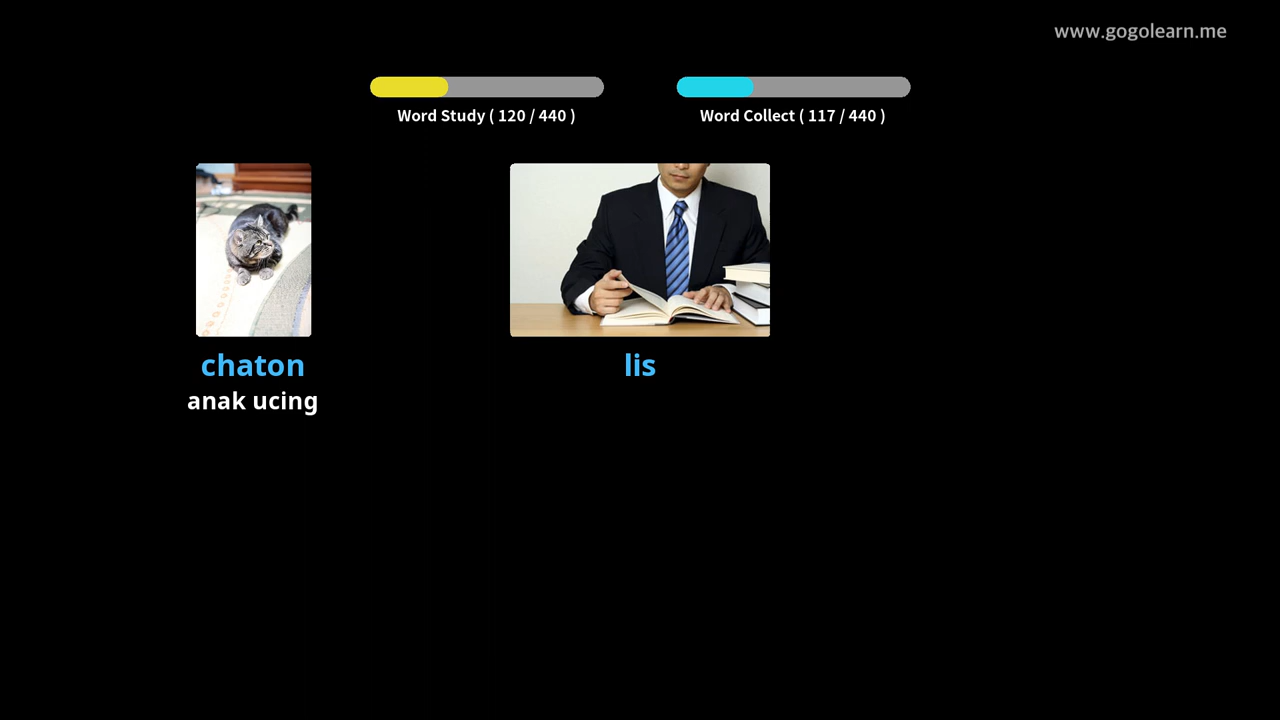 www.gogolearn.me
Word Study ( 120 / 440 )
Word Collect ( 117 / 440 )
chaton
anak ucing
lis